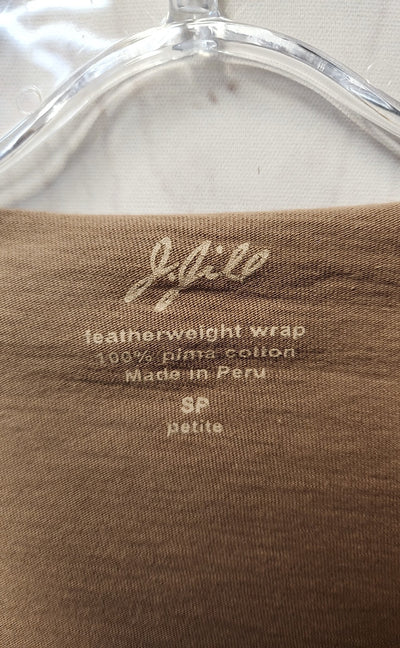 J.Jill
featherweight wrap
100% pima cotton
Made in Peru
SP
petite